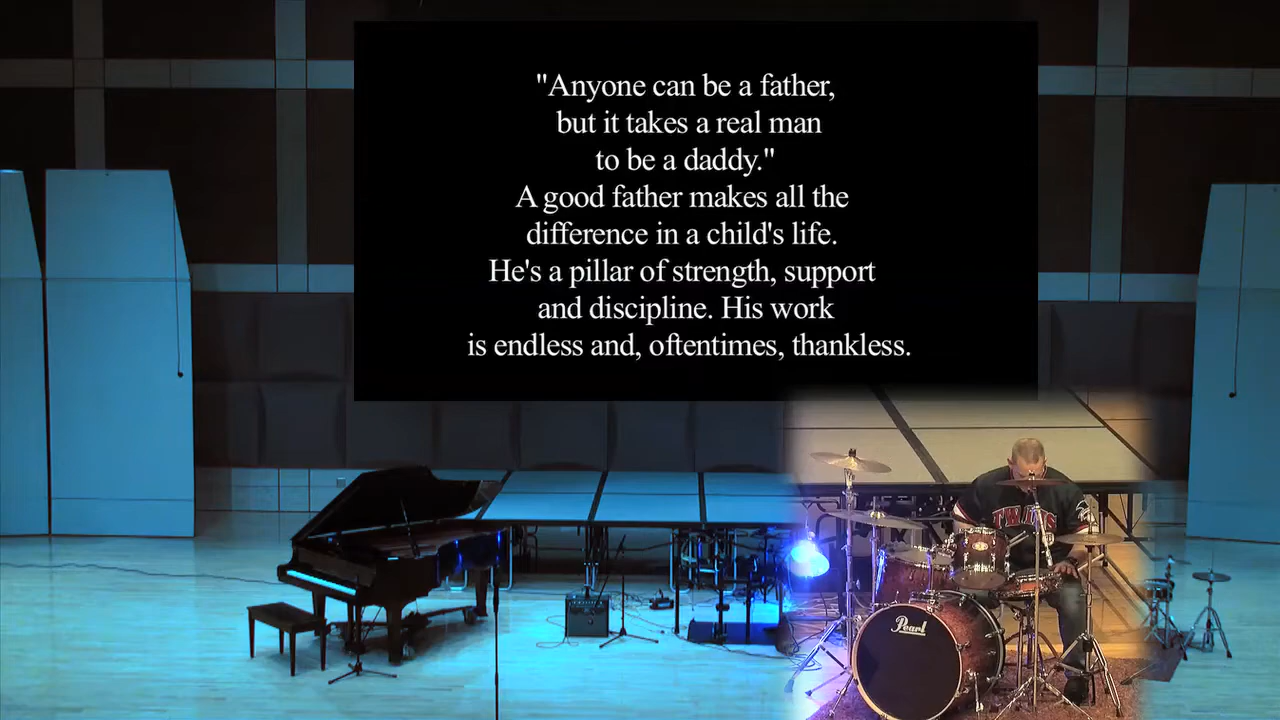 "Anyone can be a father,
but it takes a real man
to be a daddy."
A good father makes all the
difference in a child's life.
He's a pillar of strength, support
and discipline. His work
is endless and, oftentimes, thankless.
TWINS
Pearl